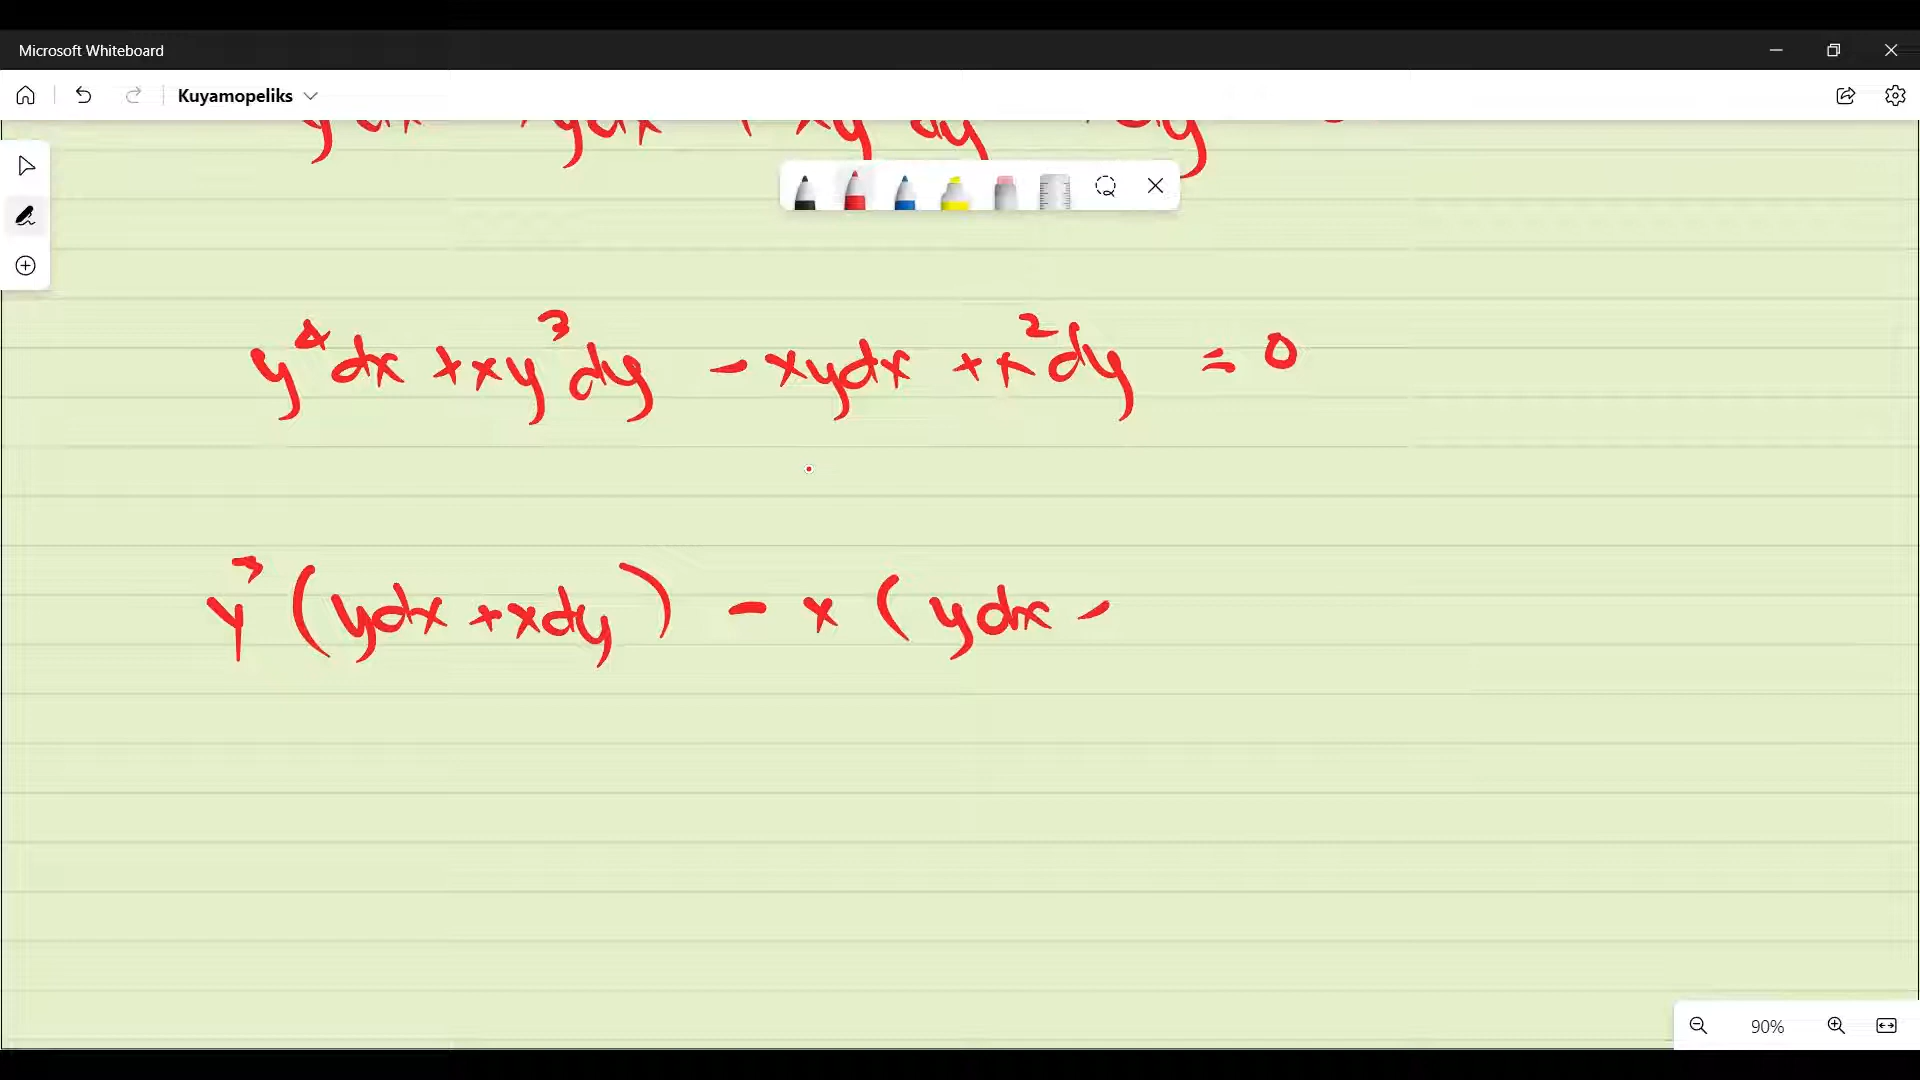 Microsoft Whiteboard
Kuyamopeliks
y⁴dx + xy³dy - xydx + x²dy = 0
y³ (ydx + xdy) - x (ydx -
90%